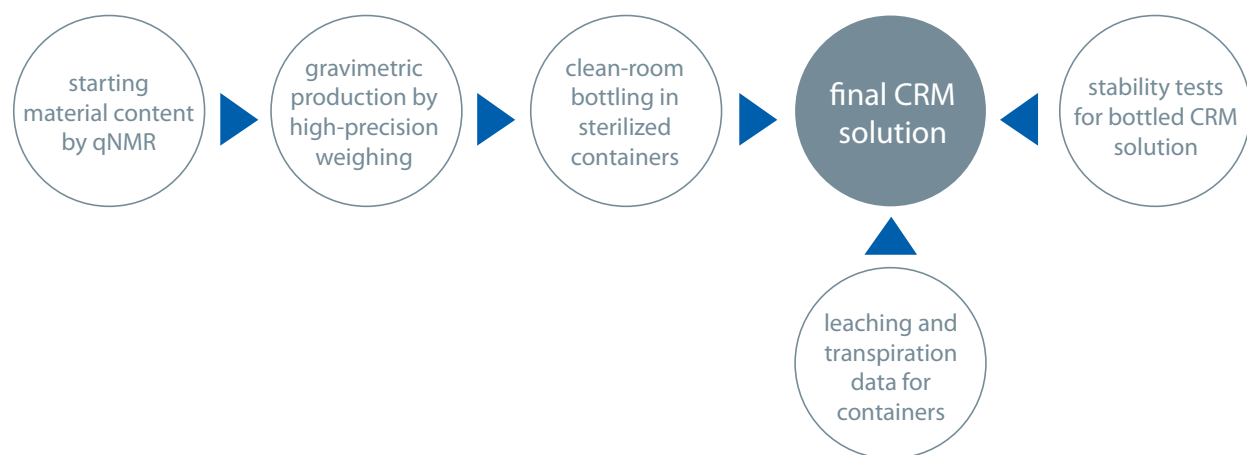 starting
material content
by qNMR
gravimetric
production by
high-precision
weighing
clean-room
bottling in
sterilized
containers
final CRM
solution
stability tests
for bottled CRM
solution
leaching and
transpiration
data for
containers